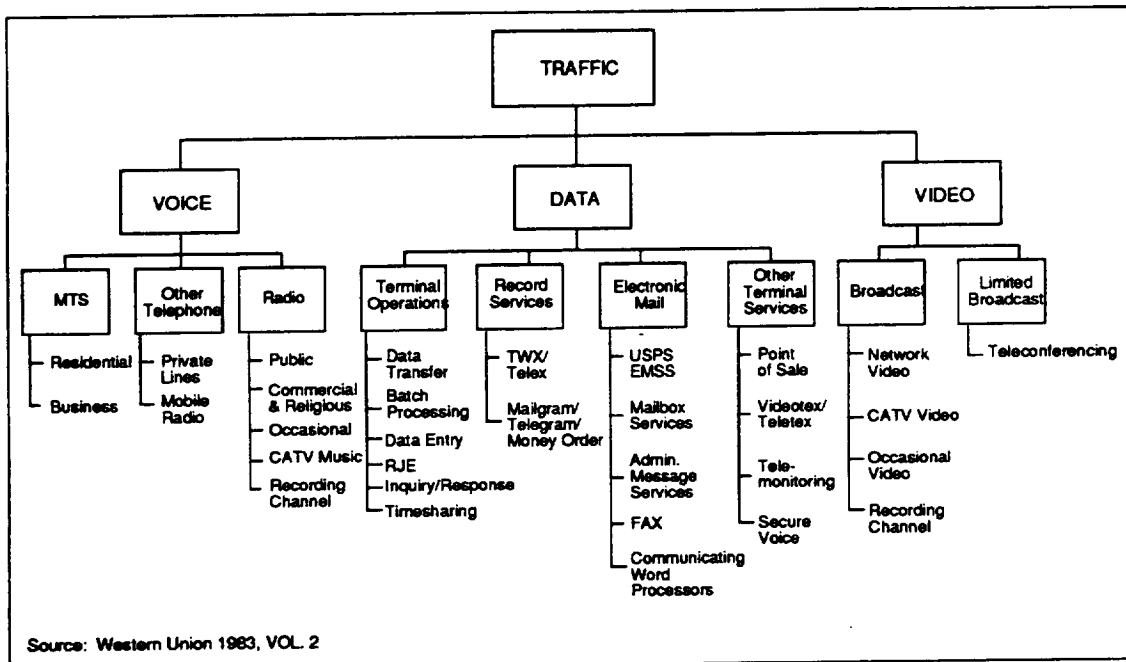 TRAFFIC
VOICE
DATA
VIDEO
MTS
Other
Telephone
Radio
Terminal
Operations
Record
Services
Electronic
Mail
Other
Terminal
Services
Broadcast
Limited
Broadcast
Residential
Business
Private
Lines
Mobile
Radio
Public
Commercial
& Religious
Occasional
CATV Music
Recording
Channel
Data
Transfer
Batch
Processing
Data Entry
RJE
Inquiry/Response
Timesharing
TWX/
Telex
Mailgram/
Telegram/
Money Order
USPS
EMSS
Mailbox
Services
Admin.
Message
Services
FAX
Communicating
Word
Processors
Point
of Sale
Videotex/
Teletex
Tele-
monitoring
Secure
Voice
Network
Video
CATV Video
Occasional
Video
Recording
Channel
Teleconferencing
Source: Western Union 1983, VOL. 2